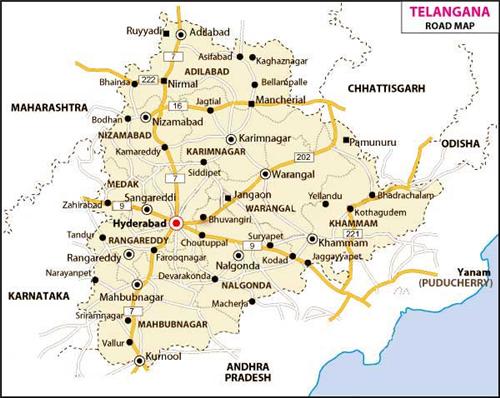 TELANGANA
ROAD MAP
Ruyyadi
Adilabad
7
Asifabad
Kaghaznagar
ADILABAD
Bhainsa
222
Nirmal
Bellampalle
MAHARASHTRA
CHHATTISGARH
16
Jagtial
Mancherial
Bodhan
Nizamabad
NIZAMABAD
Karimnagar
Pamunuru
ODISHA
Kamareddy
KARIMNAGAR
202
Siddipet
Warangal
MEDAK
7
Sangareddi
Jangaon
Yellandu
Bhadrachalam
Zahirabad
9
WARANGAL
Kothagudem
Hyderabad
Bhuvangiri
KHAMMAM
221
Tandur
RANGAREDDY
Choutuppal
9
Suryapet
Khammam
Rangareddy
Farooqnagar
Nalgonda
Kodad
Jaggayyapet
Narayanpet
Devarakonda
NALGONDA
Yanam
(PUDUCHERRY)
KARNATAKA
Mahbubnagar
Macherla
Sriramnagar
7
MAHBUBNAGAR
Vallur
Kurnool
ANDHRA
PRADESH